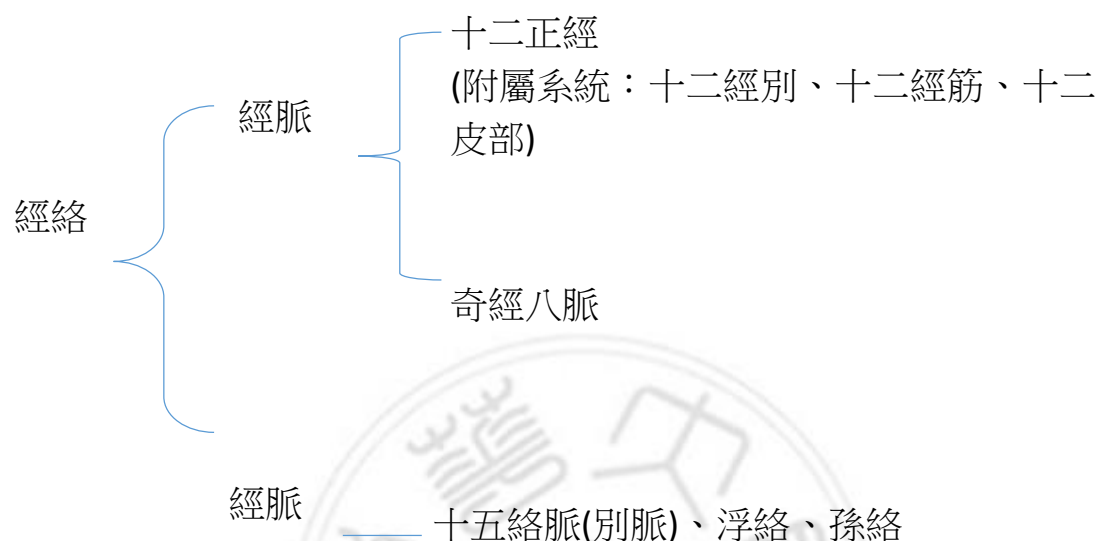 十二正經
(附屬系統：十二經別、十二經筋、十二
皮部)
經脈
經絡
奇經八脈
經脈
十五絡脈(別脈)、浮絡、孫絡